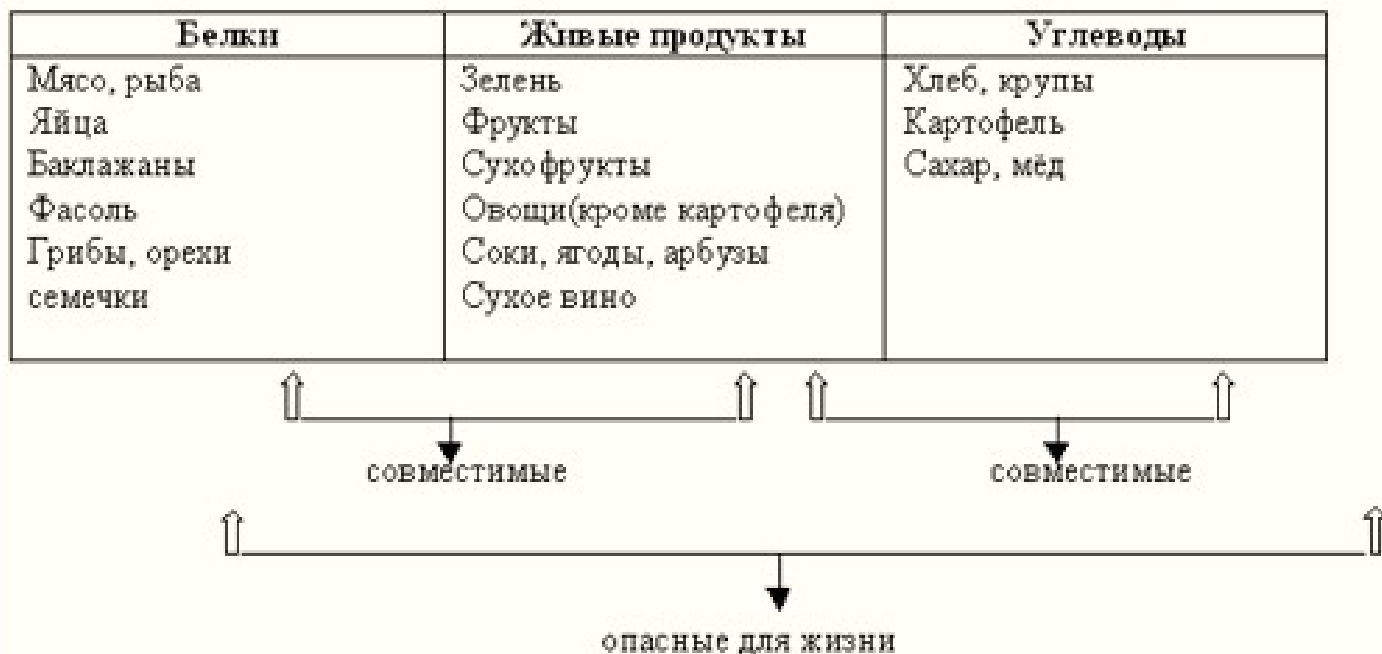 Белки
Живые продукты
Углеводы
Мясо, рыба
Яйца
Баклажаны
Фасоль
Грибы, орехи
семечки
Зелень
Фрукты
Сухофрукты
Овощи(кроме картофеля)
Соки, ягоды, арбузы
Сухое вино
Хлеб, крупы
Картофель
Сахар, мёд
совместимые
совместимые
опасные для жизни